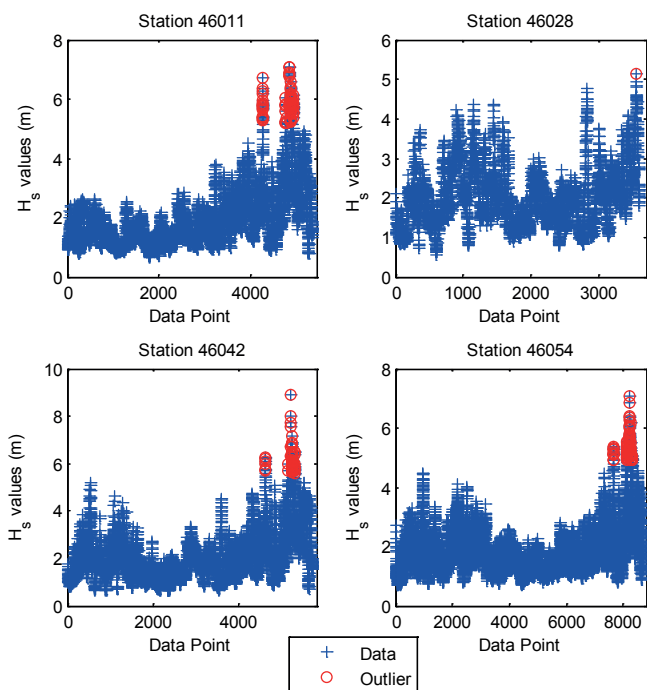 Station 46011
8
6
4
2
0
0 2000 4000
H_s values (m)
Data Point
Station 46028
6
5
4
3
2
1
0
0 1000 2000 3000
H_s values (m)
Data Point
Station 46042
10
8
6
4
2
0
0 2000 4000
H_s values (m)
Data Point
Station 46054
8
6
4
2
0
0 2000 4000 6000 8000
H_s values (m)
Data Point
Data
Outlier